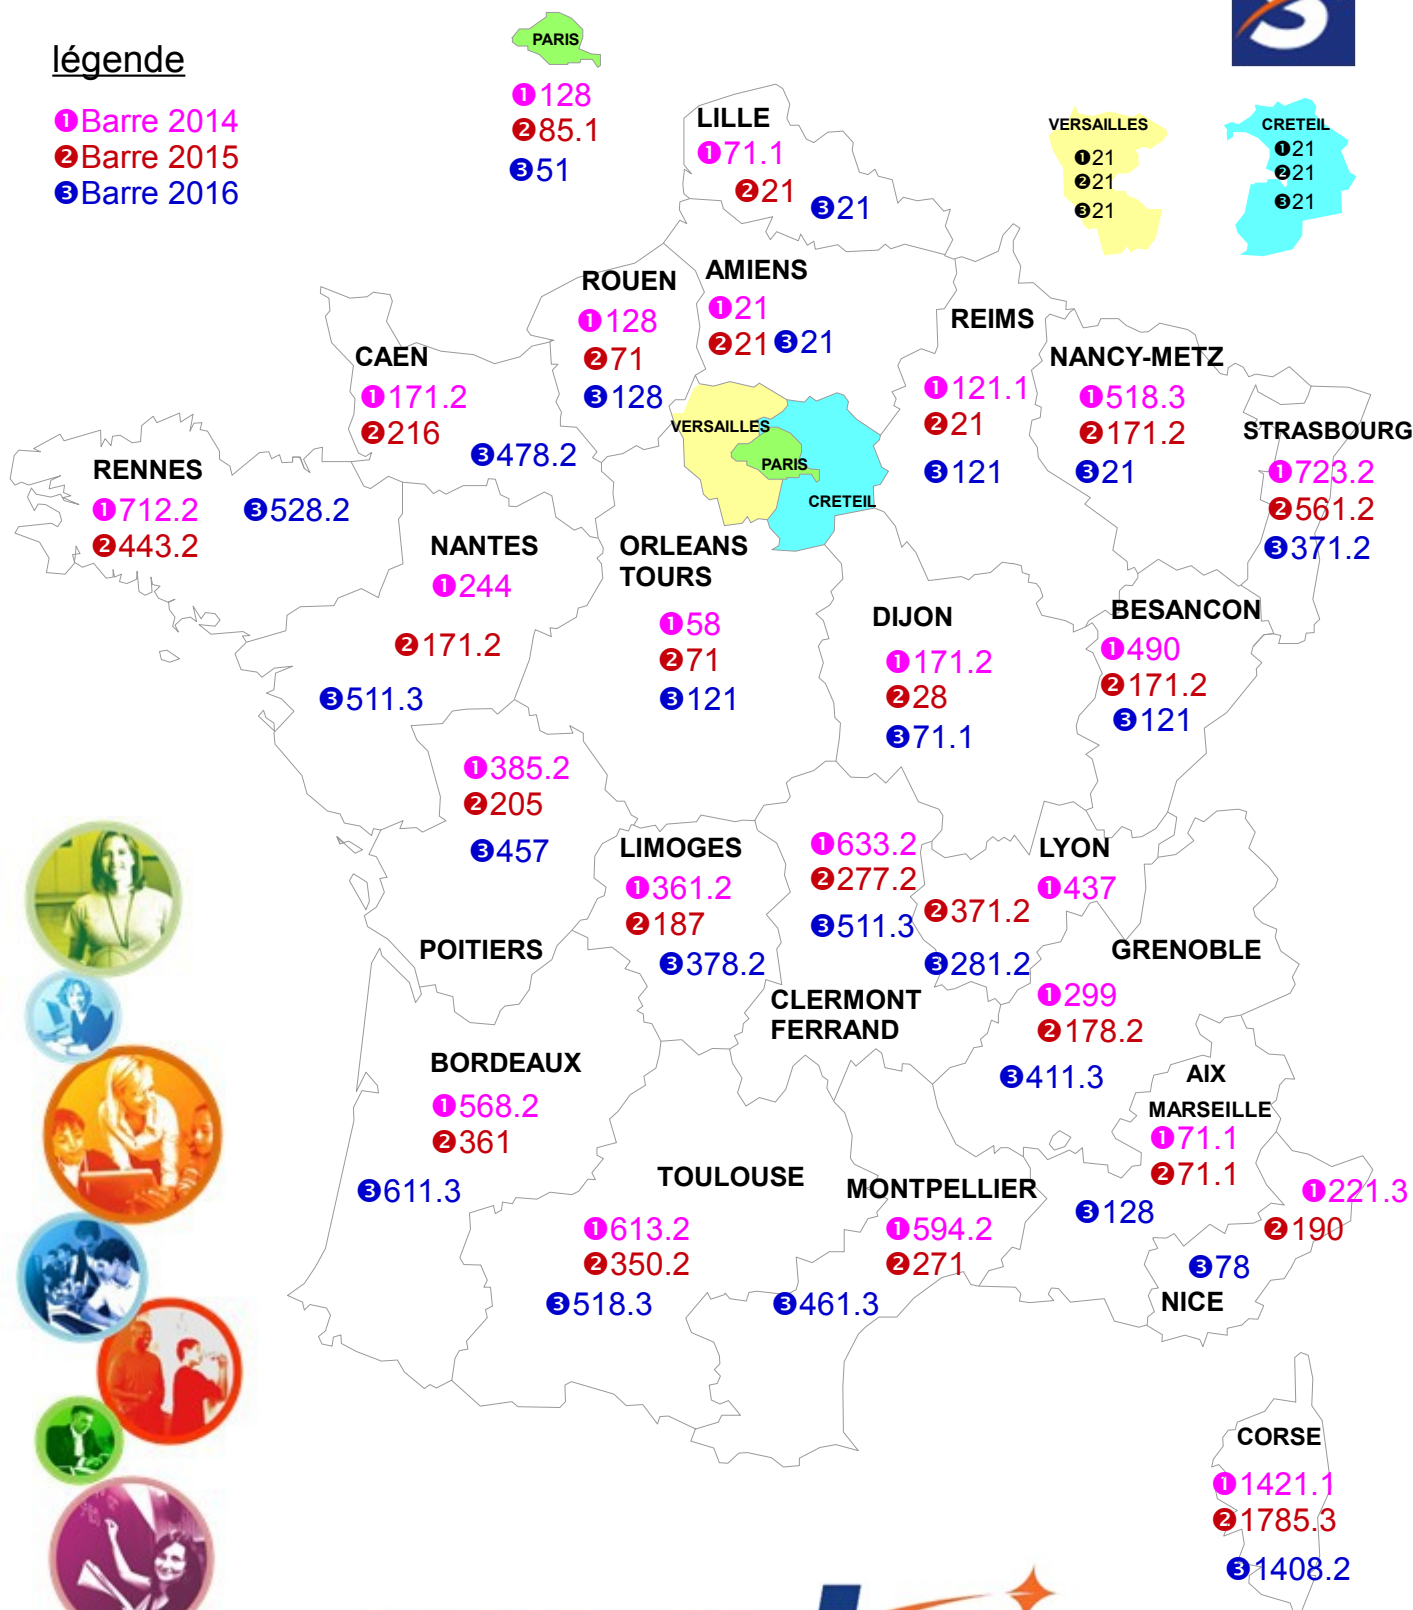 légende
❶Barre 2014
❷Barre 2015
❸Barre 2016
PARIS
❶128
❷85.1
❸51
LILLE
❶71.1
❷21
❸21
VERSAILLES
❶21
❷21
❸21
CRETEIL
❶21
❷21
❸21
ROUEN
❶128
❷71
❸128
AMIENS
❶21
❷21
❸21
REIMS
❶121.1
❷21
❸121
NANCY-METZ
❶518.3
❷171.2
❸21
STRASBOURG
❶723.2
❷561.2
❸371.2
CAEN
❶171.2
❷216
❸478.2
VERSAILLES
PARIS
CRETEIL
RENNES
❶712.2
❷443.2
❸528.2
NANTES
❶244
❷171.2
❸511.3
ORLEANS
TOURS
❶58
❷71
❸121
DIJON
❶171.2
❷28
❸71.1
BESANCON
❶490
❷171.2
❸121
❶385.2
❷205
❸457
POITIERS
LIMOGES
❶361.2
❷187
❸378.2
❶633.2
❷277.2
❸511.3
CLERMONT
FERRAND
LYON
❶437
❷371.2
❸281.2
GRENOBLE
❶299
❷178.2
❸411.3
BORDEAUX
❶568.2
❷361
❸611.3
TOULOUSE
❶613.2
❷350.2
❸518.3
MONTPELLIER
❶594.2
❷271
❸461.3
AIX
MARSEILLE
❶71.1
❷71.1
❸128
❶221.3
❷190
❸78
NICE
CORSE
❶1421.1
❷1785.3
❸1408.2